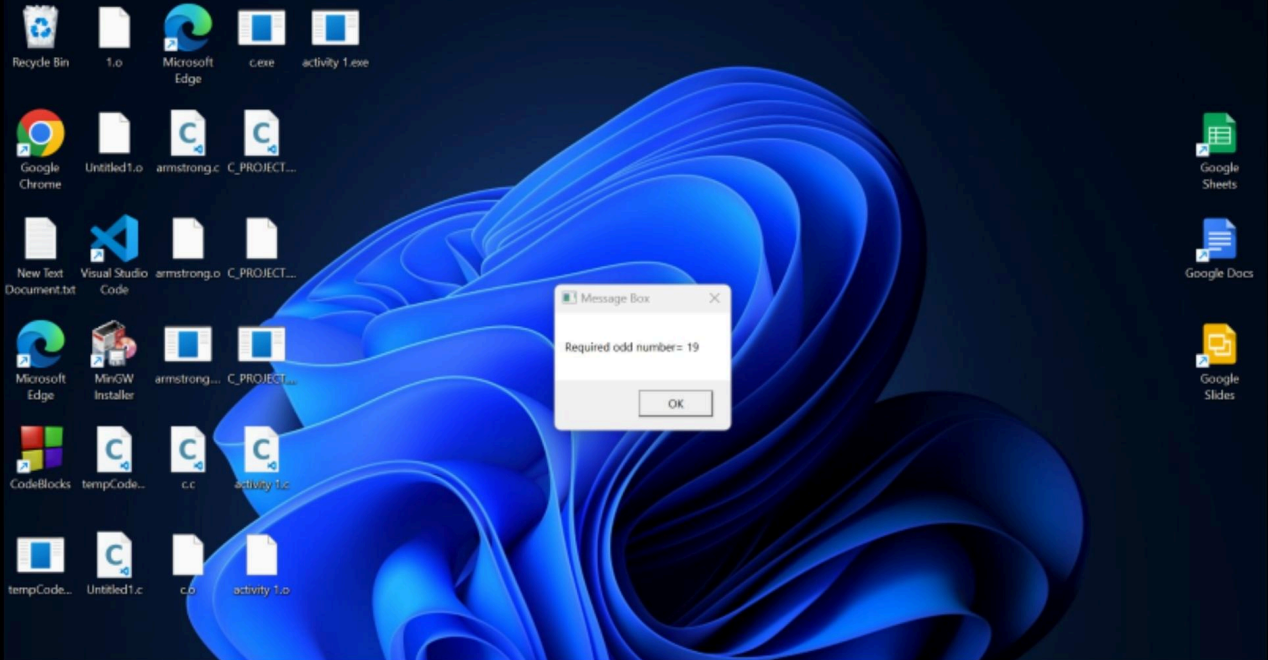 Recycle Bin
1.o
Microsoft
Edge
c.exe
activity 1.exe
Google
Chrome
Untitled1.o
armstrong.c
C_PROJECT....
Google
Sheets
New Text
Document.txt
Visual Studio
Code
armstrong.o
C_PROJECT....
Google Docs
Message Box
Required odd number= 19
OK
Microsoft
Edge
MinGW
Installer
armstrong...
C_PROJECT....
Google
Slides
CodeBlocks
tempCode...
c.c
activity 1.c
tempCode...
Untitled1.c
c.o
activity 1.o